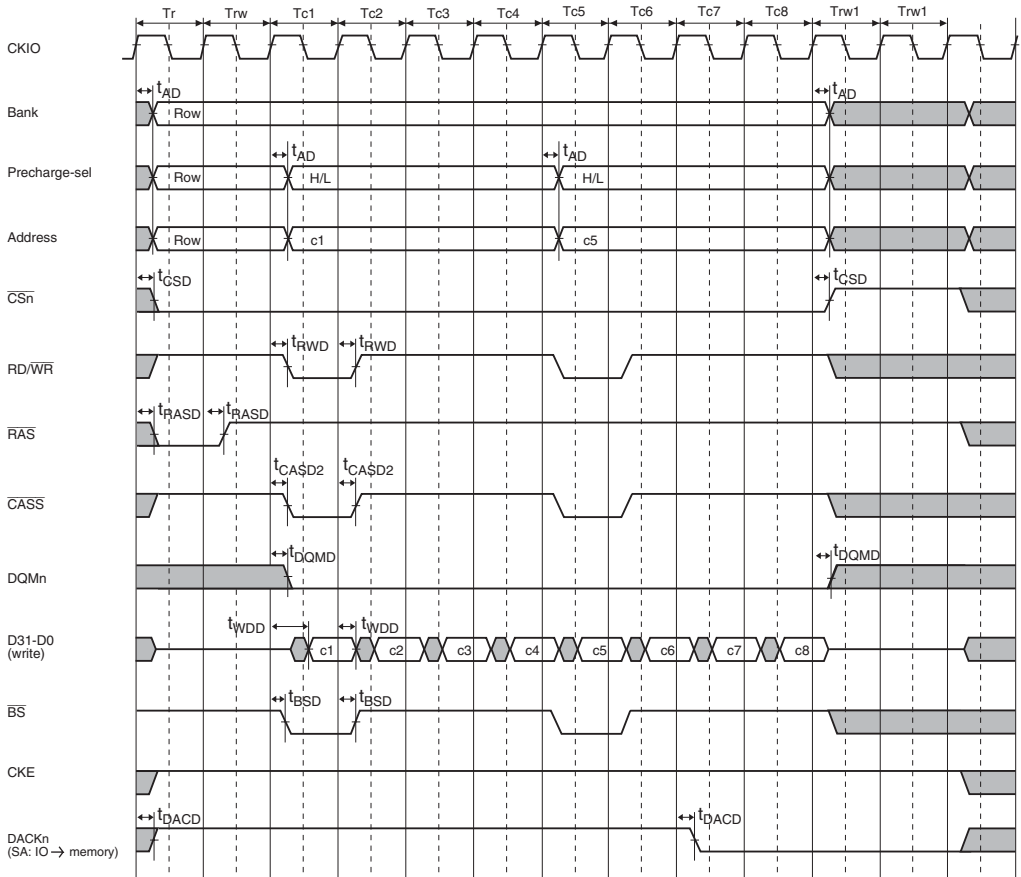 Tr Trw Tc1 Tc2 Tc3 Tc4 Tc5 Tc6 Tc7 Tc8 Trw1 Trw1
CKIO
tAD tAD
Bank Row
tAD tAD
Precharge-sel Row H/L H/L
Address Row c1 c5
tCSD tCSD
CSn
tRWD tRWD
RD/WR
tRASD tRASD
RAS
tCASD2 tCASD2
CASS
tDQMD tDQMD
DQMn
tWDD tWDD
D31-D0 c1 c2 c3 c4 c5 c6 c7 c8
(write)
tBSD tBSD
BS
CKE
tDACD tDACD
DACKn
(SA: IO → memory)